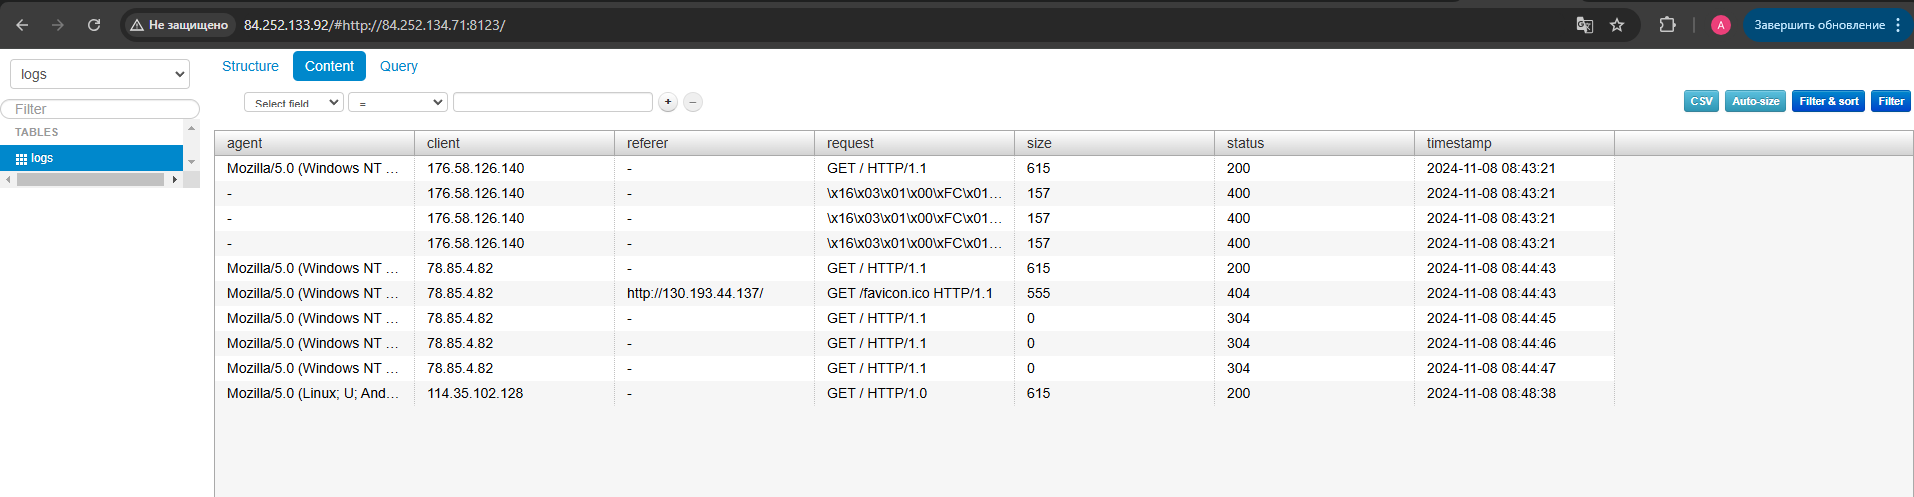 Не защищено 84.252.133.92/#http://84.252.134.71:8123/ A Завершить обновление
logs Structure Content Query
Filter Select field = + − CSV Auto-size Filter & sort Filter
TABLES
logs
agent client referer request size status timestamp
Mozilla/5.0 (Windows NT ... 176.58.126.140 - GET / HTTP/1.1 615 200 2024-11-08 08:43:21
- 176.58.126.140 - \x16\x03\x01\x00\xFC\x01... 157 400 2024-11-08 08:43:21
- 176.58.126.140 - \x16\x03\x01\x00\xFC\x01... 157 400 2024-11-08 08:43:21
- 176.58.126.140 - \x16\x03\x01\x00\xFC\x01... 157 400 2024-11-08 08:43:21
Mozilla/5.0 (Windows NT ... 78.85.4.82 - GET / HTTP/1.1 615 200 2024-11-08 08:44:43
Mozilla/5.0 (Windows NT ... 78.85.4.82 http://130.193.44.137/ GET /favicon.ico HTTP/1.1 555 404 2024-11-08 08:44:43
Mozilla/5.0 (Windows NT ... 78.85.4.82 - GET / HTTP/1.1 0 304 2024-11-08 08:44:45
Mozilla/5.0 (Windows NT ... 78.85.4.82 - GET / HTTP/1.1 0 304 2024-11-08 08:44:46
Mozilla/5.0 (Windows NT ... 78.85.4.82 - GET / HTTP/1.1 0 304 2024-11-08 08:44:47
Mozilla/5.0 (Linux; U; And... 114.35.102.128 - GET / HTTP/1.0 615 200 2024-11-08 08:48:38